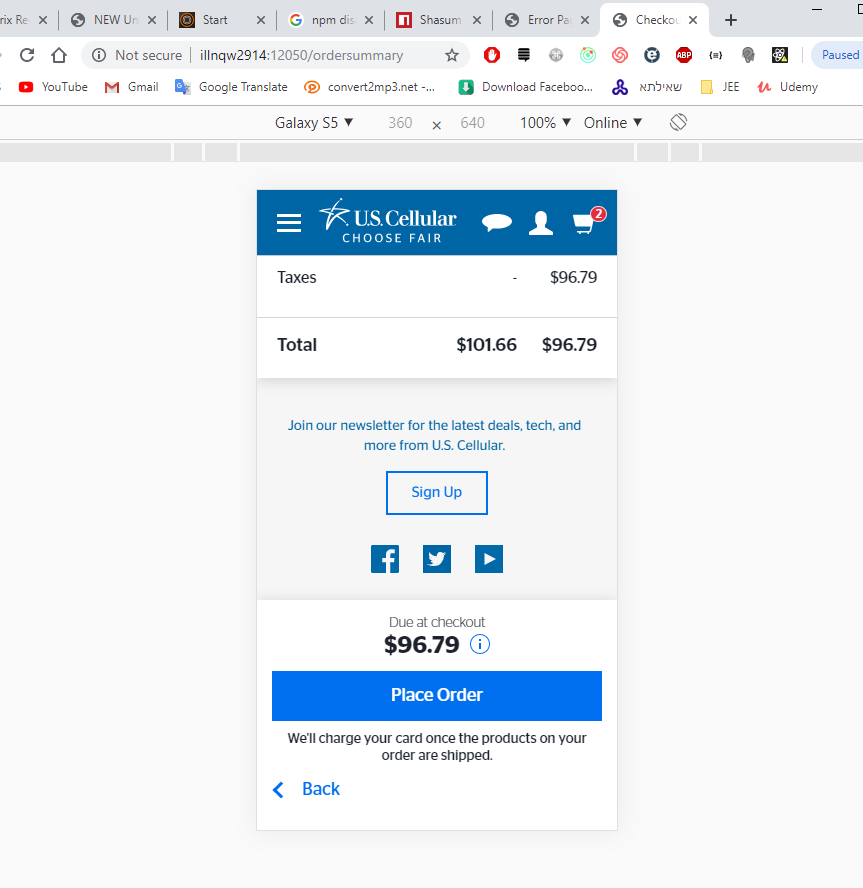 rix Re
NEW Un
Start
npm dis
Shasum
Error Pa
Checkou
Not secure
illnqw2914:12050/ordersummary
ABP
Paused
YouTube
Gmail
Google Translate
convert2mp3.net -...
Download Faceboo...
שאילתא
JEE
Udemy
Galaxy S5 ▼
360
×
640
100% ▼
Online ▼
U.S. Cellular
CHOOSE FAIR
2
Taxes - $96.79
Total $101.66 $96.79
Join our newsletter for the latest deals, tech, and
more from U.S. Cellular.
Sign Up
Due at checkout
$96.79
Place Order
We'll charge your card once the products on your
order are shipped.
Back